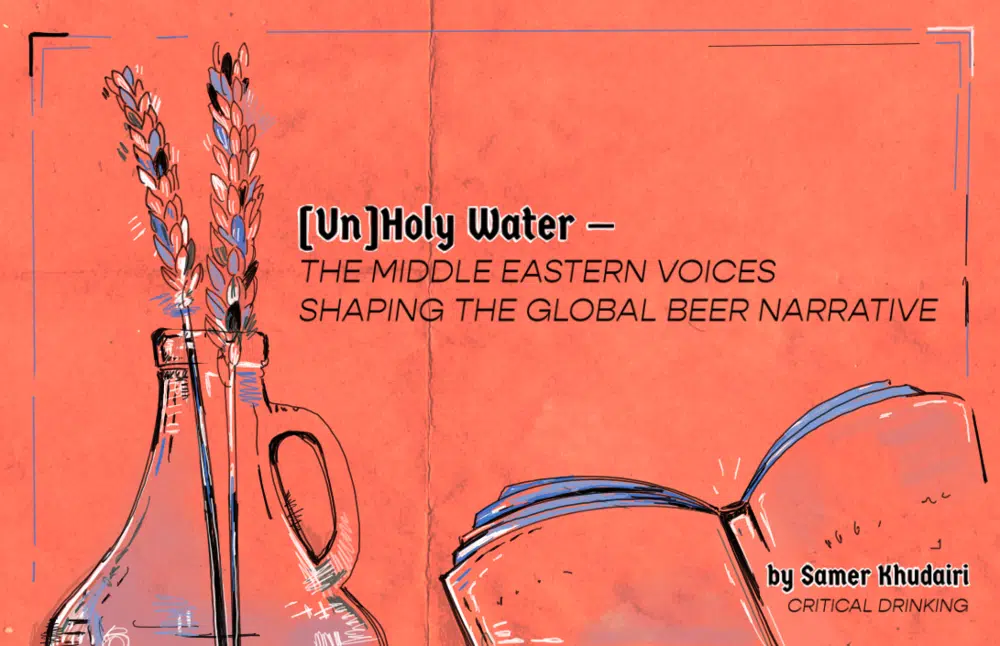 [Un]Holy Water —
THE MIDDLE EASTERN VOICES
SHAPING THE GLOBAL BEER NARRATIVE
by Samer Khudairi
CRITICAL DRINKING